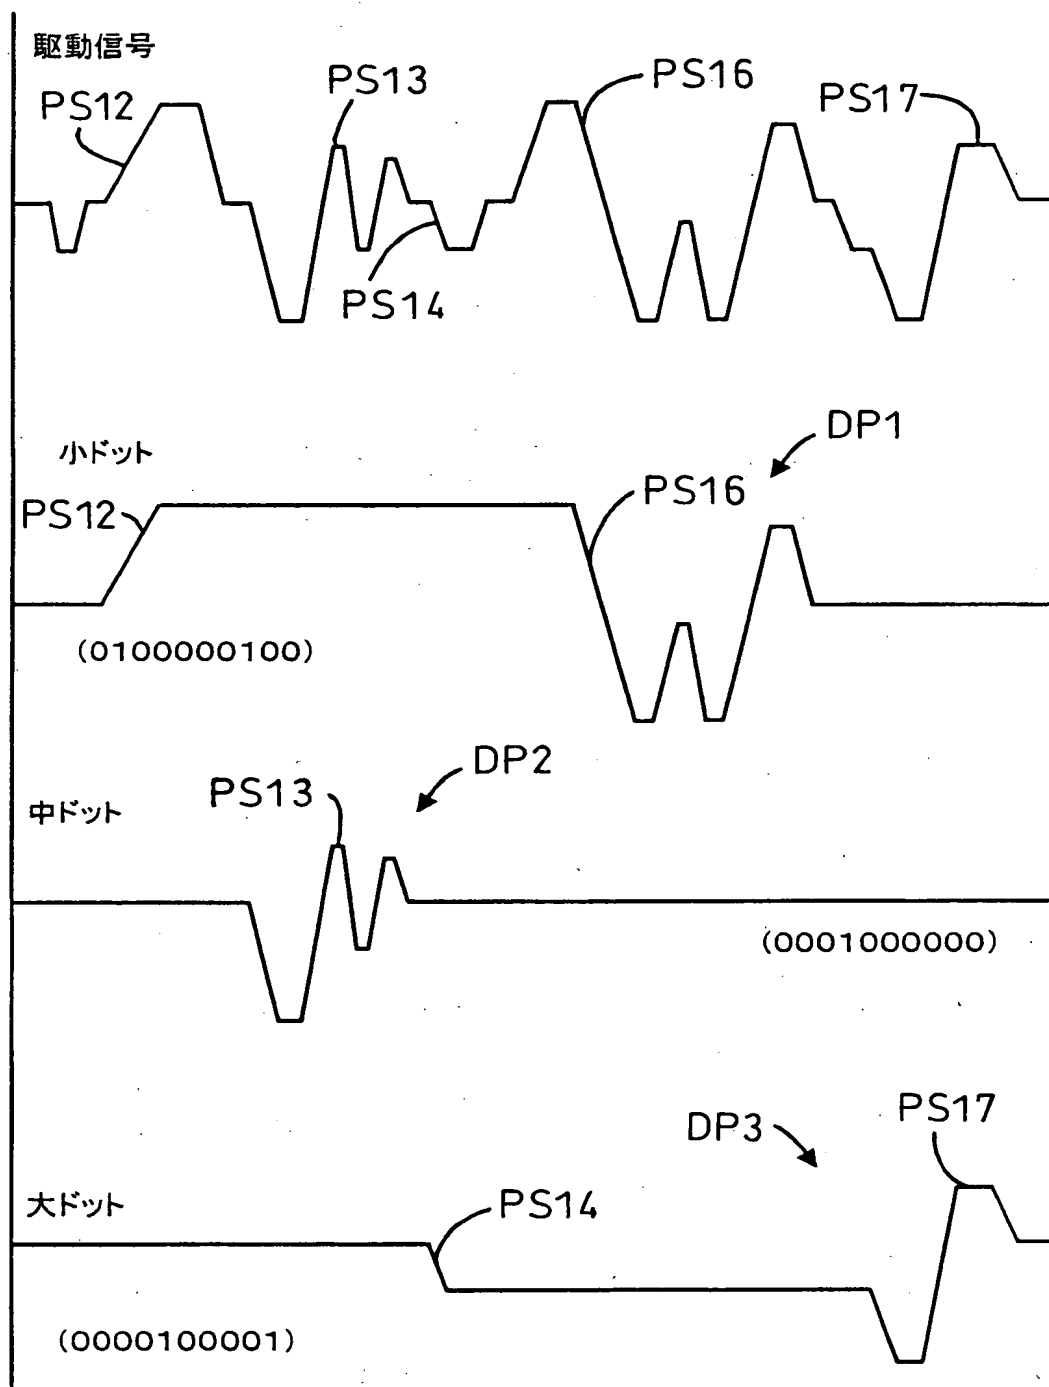 駆動信号
PS12
PS13
PS16
PS17
PS14
小ドット
DP1
PS12
PS16
(0100000100)
DP2
PS13
中ドット
(0001000000)
PS17
DP3
大ドット
PS14
(0000100001)